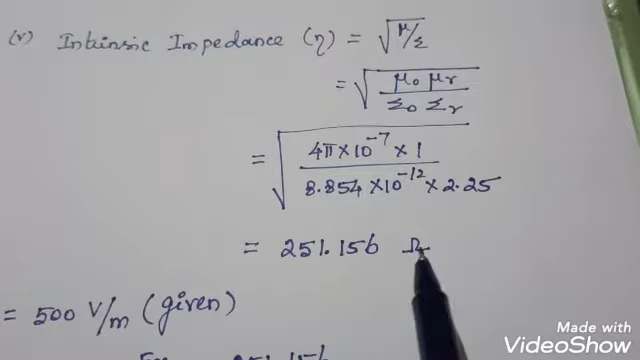 (v) Intrinsic Impedance (η) = √μ/ε
= √μ₀ μᵣ / ε₀ εᵣ
= √4π×10⁻⁷ × 1 / 8.854 ×10⁻¹² × 2.25
= 251.156 Ω
= 500 V/m (given)
Made with
VideoShow